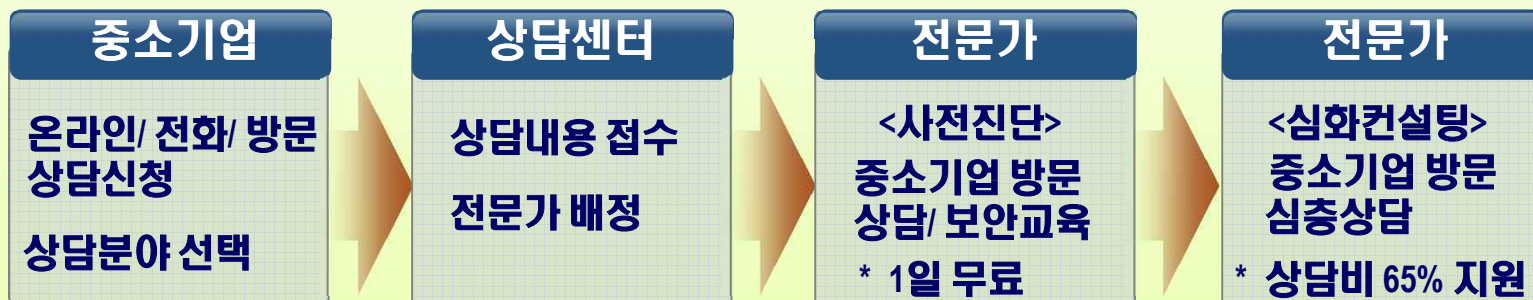 중소기업
온라인/ 전화/ 방문
상담신청
상담분야 선택
상담센터
상담내용 접수
전문가 배정
전문가
<사전진단>
중소기업 방문
상담/ 보안교육
* 1일 무료
전문가
<심화컨설팅>
중소기업 방문
심층상담
* 상담비 65% 지원